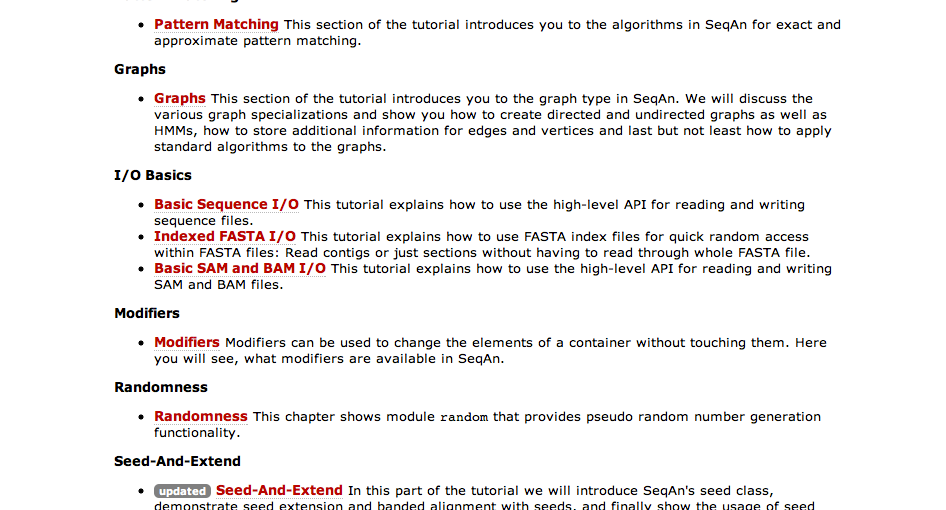 • Pattern Matching This section of the tutorial introduces you to the algorithms in SeqAn for exact and
approximate pattern matching.
Graphs
• Graphs This section of the tutorial introduces you to the graph type in SeqAn. We will discuss the
various graph specializations and show you how to create directed and undirected graphs as well as
HMMs, how to store additional information for edges and vertices and last but not least how to apply
standard algorithms to the graphs.
I/O Basics
• Basic Sequence I/O This tutorial explains how to use the high-level API for reading and writing
sequence files.
• Indexed FASTA I/O This tutorial explains how to use FASTA index files for quick random access
within FASTA files: Read contigs or just sections without having to read through whole FASTA file.
• Basic SAM and BAM I/O This tutorial explains how to use the high-level API for reading and writing
SAM and BAM files.
Modifiers
• Modifiers Modifiers can be used to change the elements of a container without touching them. Here
you will see, what modifiers are available in SeqAn.
Randomness
• Randomness This chapter shows module random that provides pseudo random number generation
functionality.
Seed-And-Extend
• updated Seed-And-Extend In this part of the tutorial we will introduce SeqAn's seed class,
demonstrate seed extension and banded alignment with seeds, and finally show the usage of seed